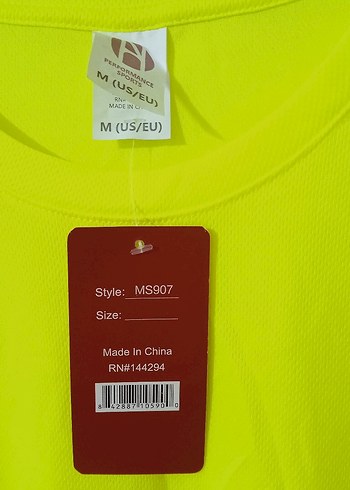 PERFORMANCE
SPORTS
M (US/EU)
MADE IN
M (US/EU)
Style: MS907
Size:
Made In China
RN#144294
8 42887 10590 0